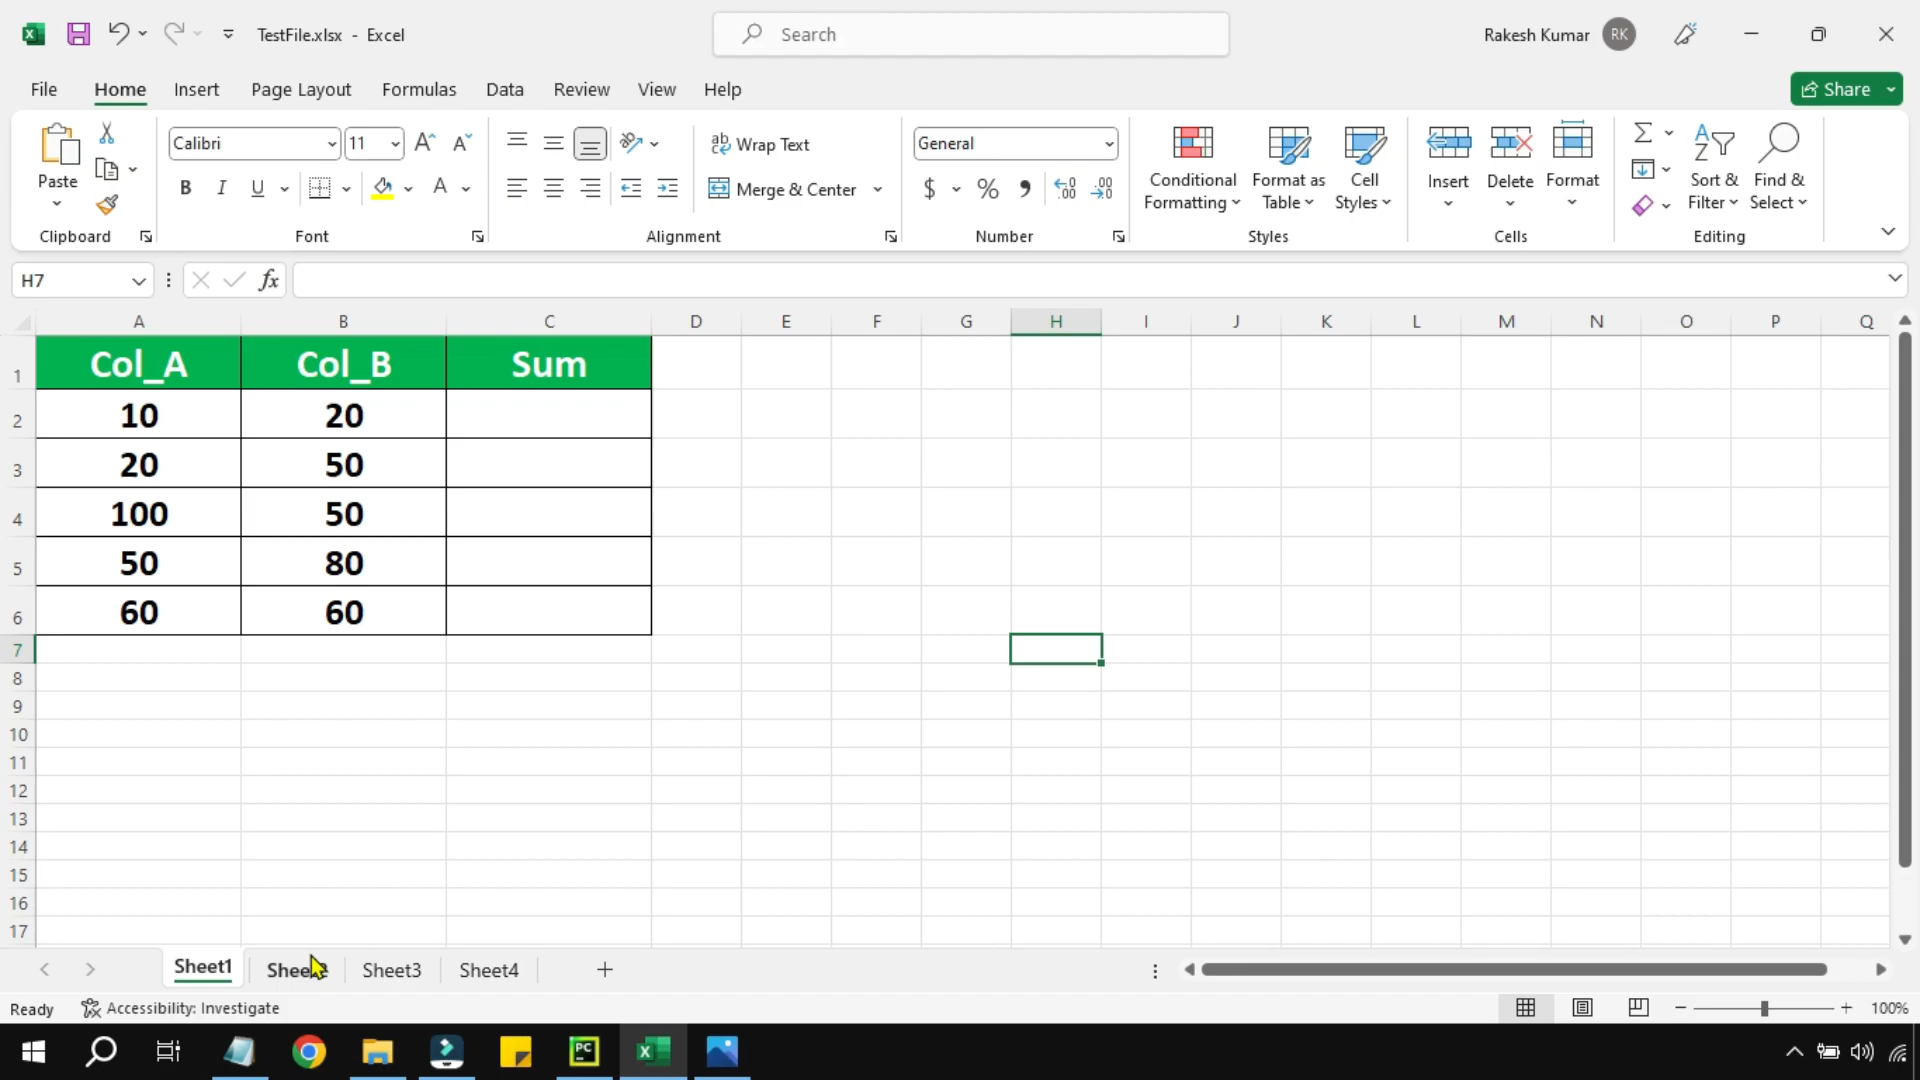 TestFile.xlsx - Excel
Search
Rakesh Kumar RK
File Home Insert Page Layout Formulas Data Review View Help Share
Paste
Clipboard
Calibri 11
B I U A
Font
ab Wrap Text
Merge & Center
Alignment
General
$ % 9
Number
Conditional Formatting
Format as Table
Cell Styles
Styles
Insert Delete Format
Cells
Sort & Filter
Find & Select
Editing
H7 fx
A B C D E F G H I J K L M N O P Q
1 Col_A Col_B Sum
2 10 20
3 20 50
4 100 50
5 50 80
6 60 60
7
8
9
10
11
12
13
14
15
16
17
Sheet1 Sheet2 Sheet3 Sheet4 +
Ready Accessibility: Investigate 100%
PC